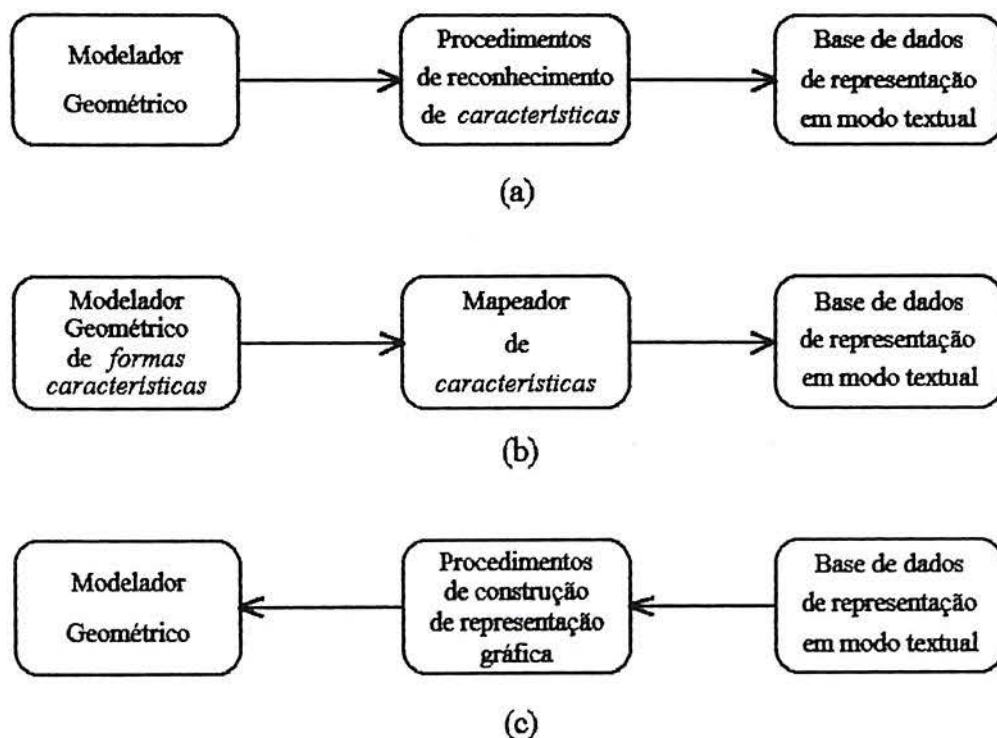 Modelador
Geométrico
Procedimentos
de reconhecimento
de características
Base de dados
de representação
em modo textual
(a)
Modelador
Geométrico
de formas
características
Mapeador
de
características
Base de dados
de representação
em modo textual
(b)
Modelador
Geométrico
Procedimentos
de construção
de representação
gráfica
Base de dados
de representação
em modo textual
(c)